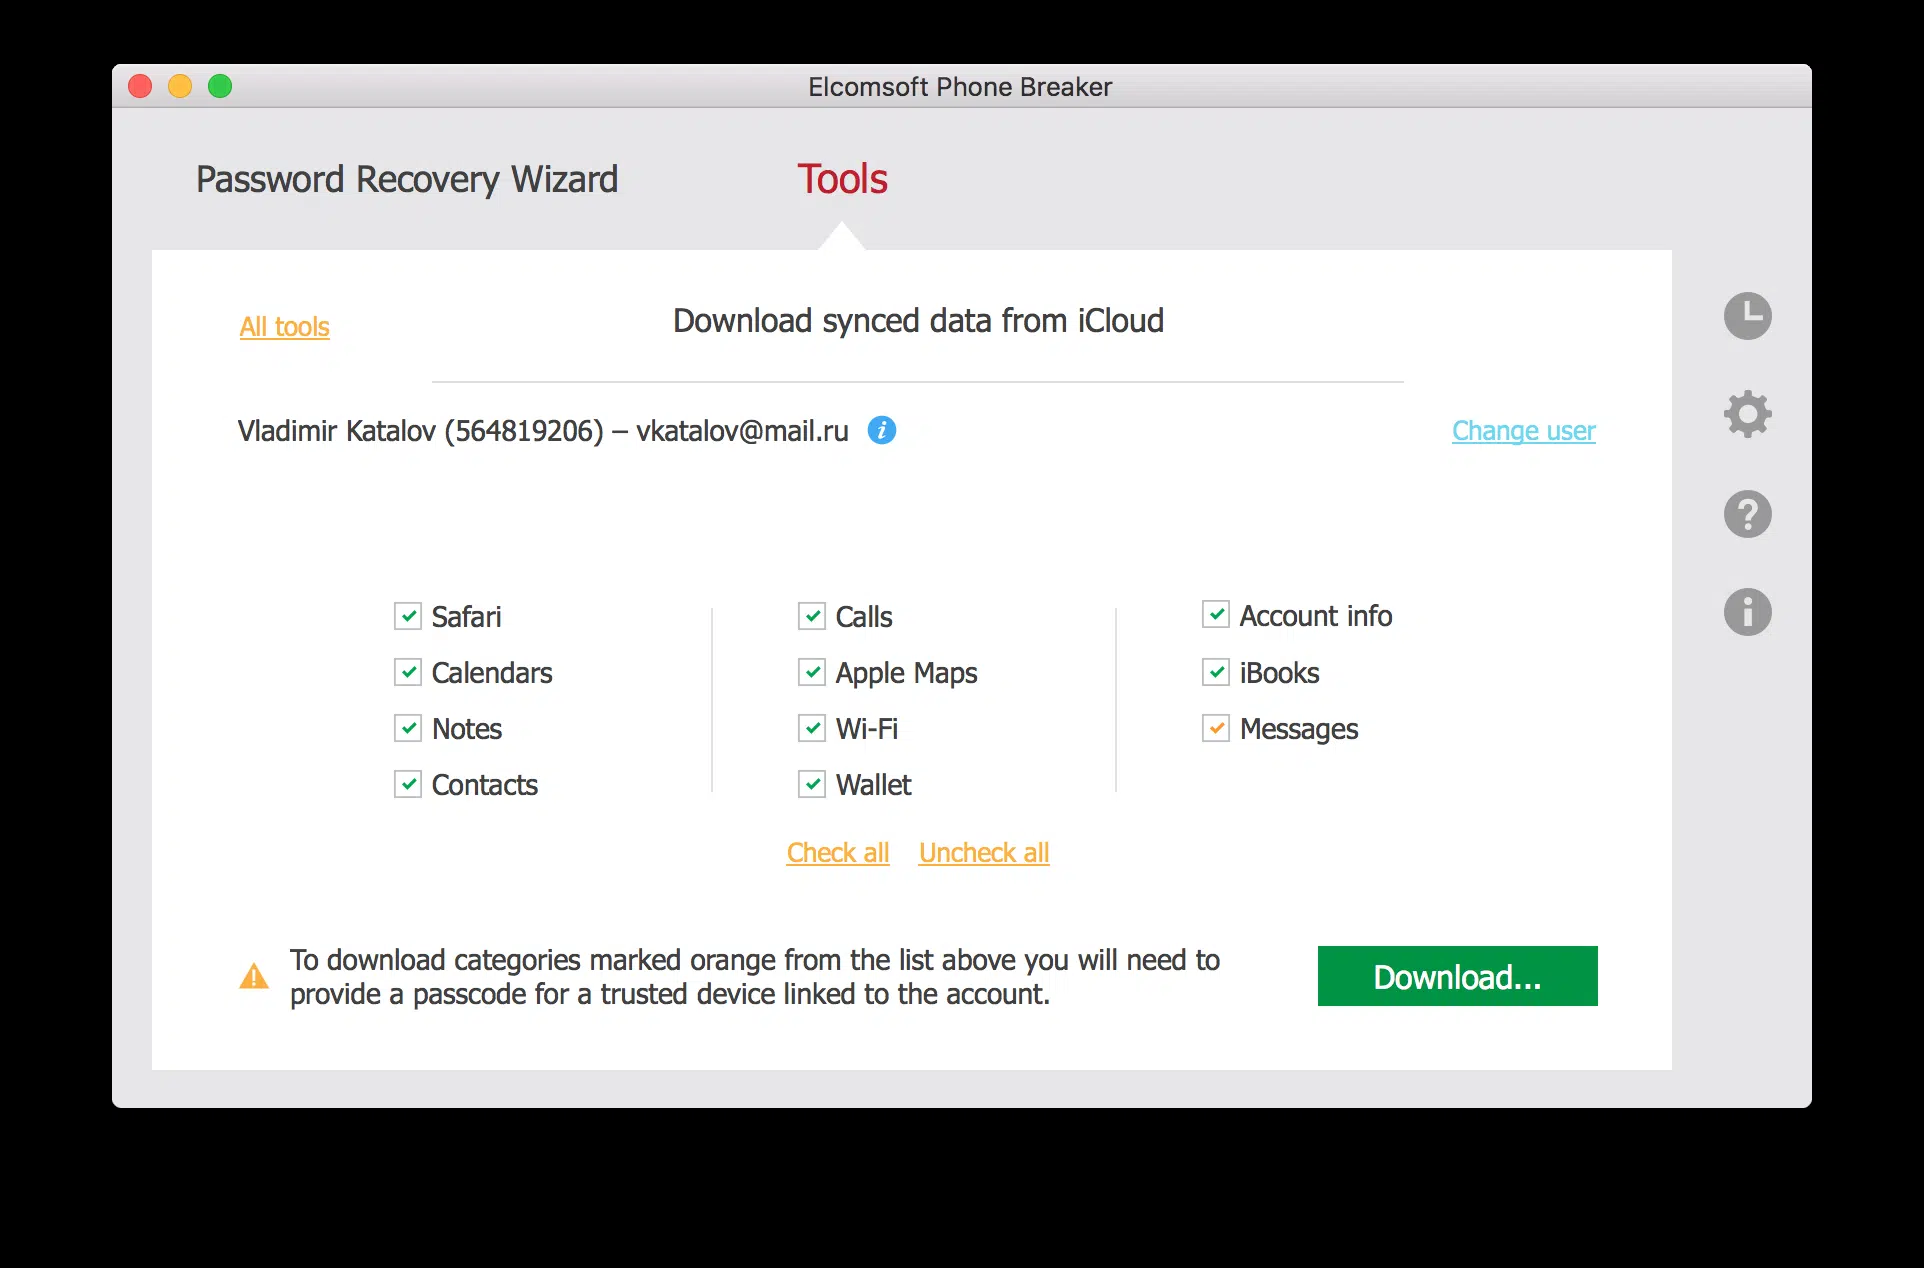 Elcomsoft Phone Breaker
Password Recovery Wizard
Tools
All tools
Download synced data from iCloud
Vladimir Katalov (564819206) – vkatalov@mail.ru
Change user
Safari
Calendars
Notes
Contacts
Calls
Apple Maps
Wi-Fi
Wallet
Account info
iBooks
Messages
Check all
Uncheck all
To download categories marked orange from the list above you will need to
provide a passcode for a trusted device linked to the account.
Download...